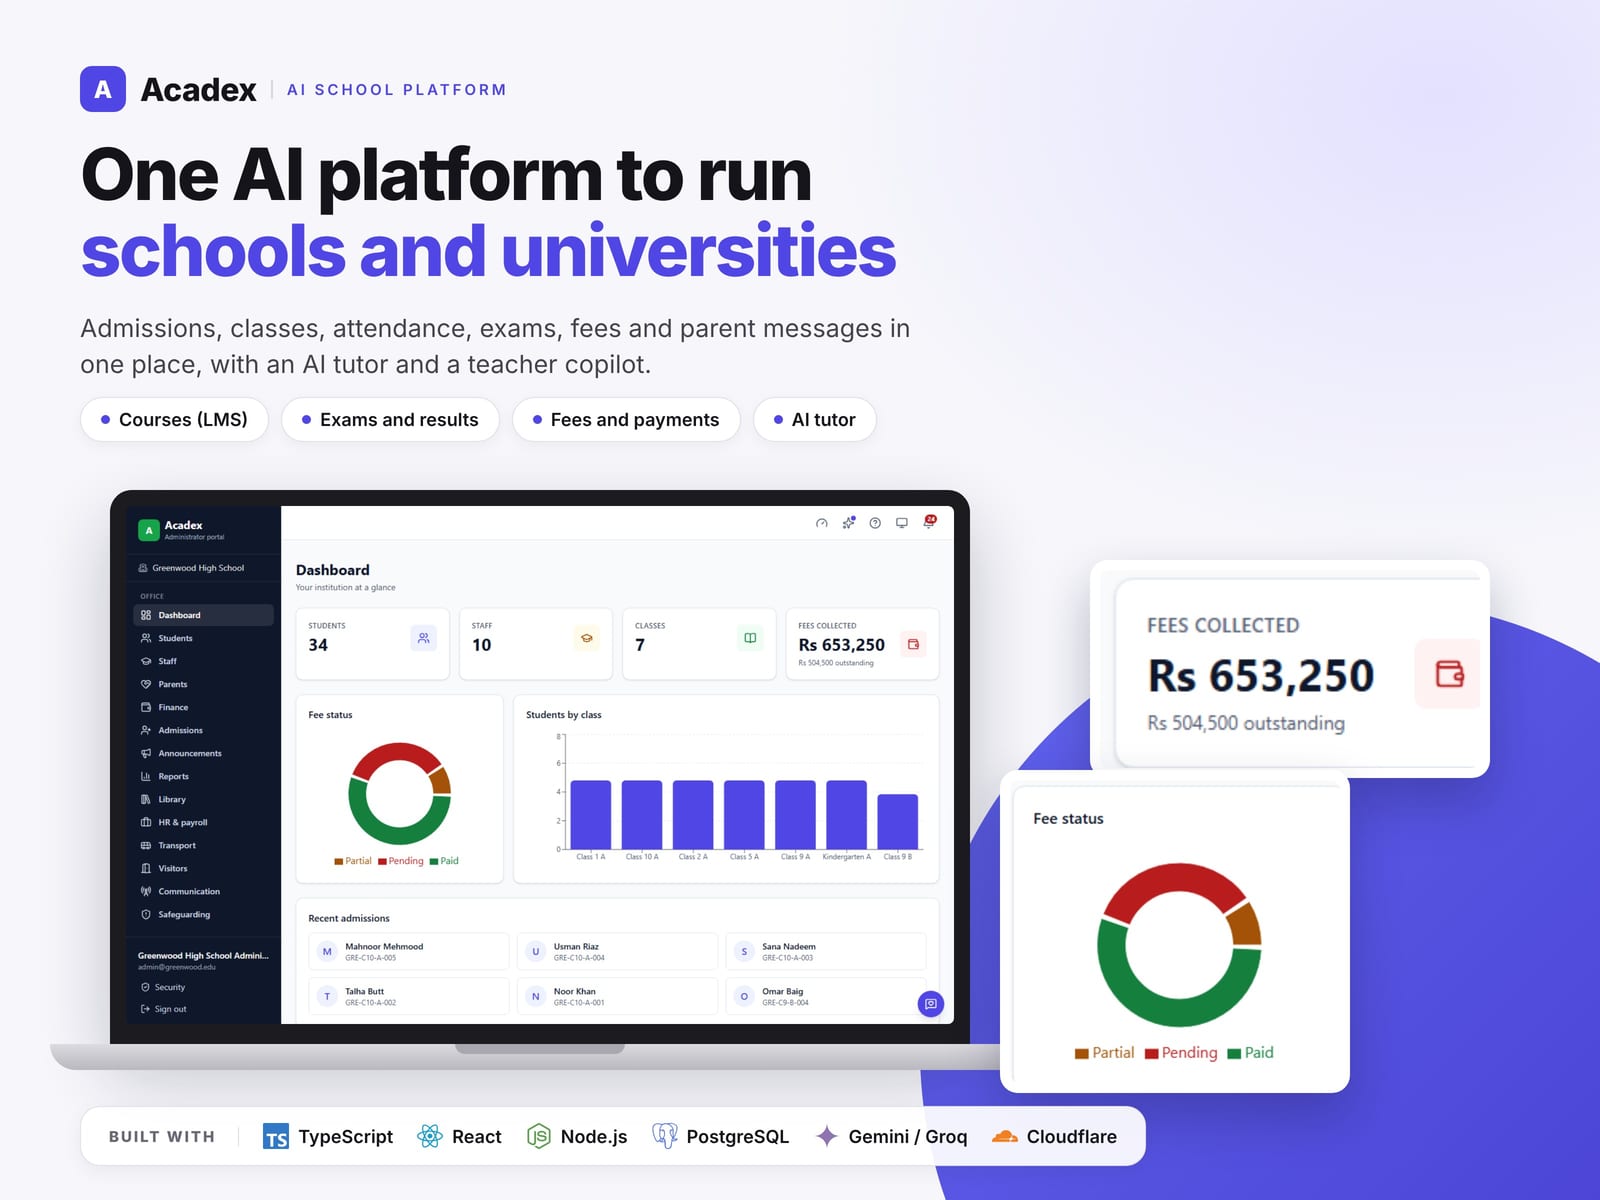 A Acadex AI SCHOOL PLATFORM
One AI platform to run
schools and universities
Admissions, classes, attendance, exams, fees and parent messages in
one place, with an AI tutor and a teacher copilot.
Courses (LMS)
Exams and results
Fees and payments
AI tutor
A Acadex
Administrator portal
Greenwood High School
OFFICE
Dashboard
Students
Staff
Parents
Finance
Admissions
Announcements
Reports
Library
HR & payroll
Transport
Visitors
Communication
Safeguarding
Greenwood High School Admini...
admin@greenwood.edu
Security
Sign out
24
Dashboard
Your institution at a glance
STUDENTS
34
STAFF
10
CLASSES
7
FEES COLLECTED
Rs 653,250
Rs 504,500 outstanding
Fee status
Partial Pending Paid
Students by class
8
6
4
2
0
Class 1 A Class 10 A Class 2 A Class 5 A Class 9 A Kindergarten A Class 9 B
Recent admissions
M Mahnoor Mehmood
GRE-C10-A-005
U Usman Riaz
GRE-C10-A-004
S Sana Nadeem
GRE-C10-A-003
T Talha Butt
GRE-C10-A-002
N Noor Khan
GRE-C10-A-001
O Omar Baig
GRE-C9-B-004
FEES COLLECTED
Rs 653,250
Rs 504,500 outstanding
Fee status
Partial Pending Paid
BUILT WITH TS TypeScript React JS Node.js PostgreSQL Gemini / Groq Cloudflare